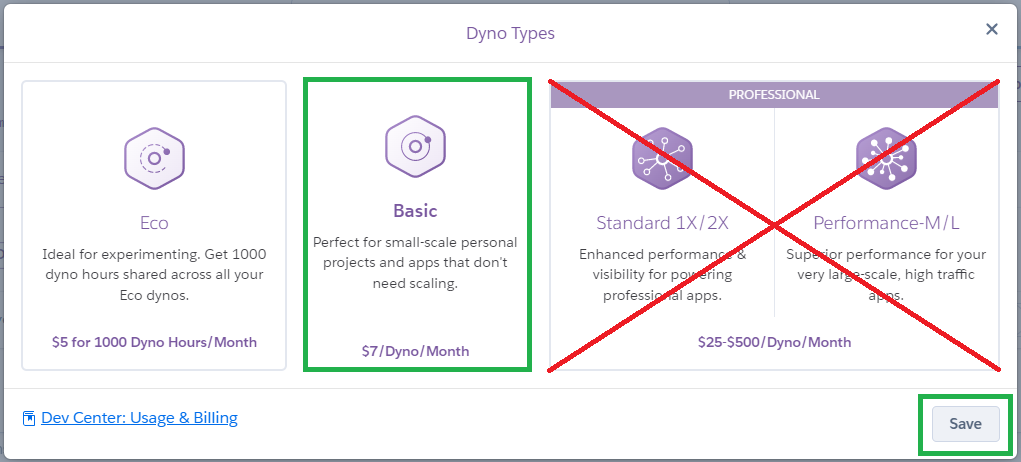 Dyno Types
Eco
Ideal for experimenting. Get 1000
dyno hours shared across all your
Eco dynos.
$5 for 1000 Dyno Hours/Month
Basic
Perfect for small-scale personal
projects and apps that don't
need scaling.
$7/Dyno/Month
PROFESSIONAL
Standard 1X/2X
Enhanced performance &
visibility for powering
professional apps.
Performance-M/L
Superior performance for your
very large-scale, high traffic
apps.
$25-$500/Dyno/Month
Dev Center: Usage & Billing
Save